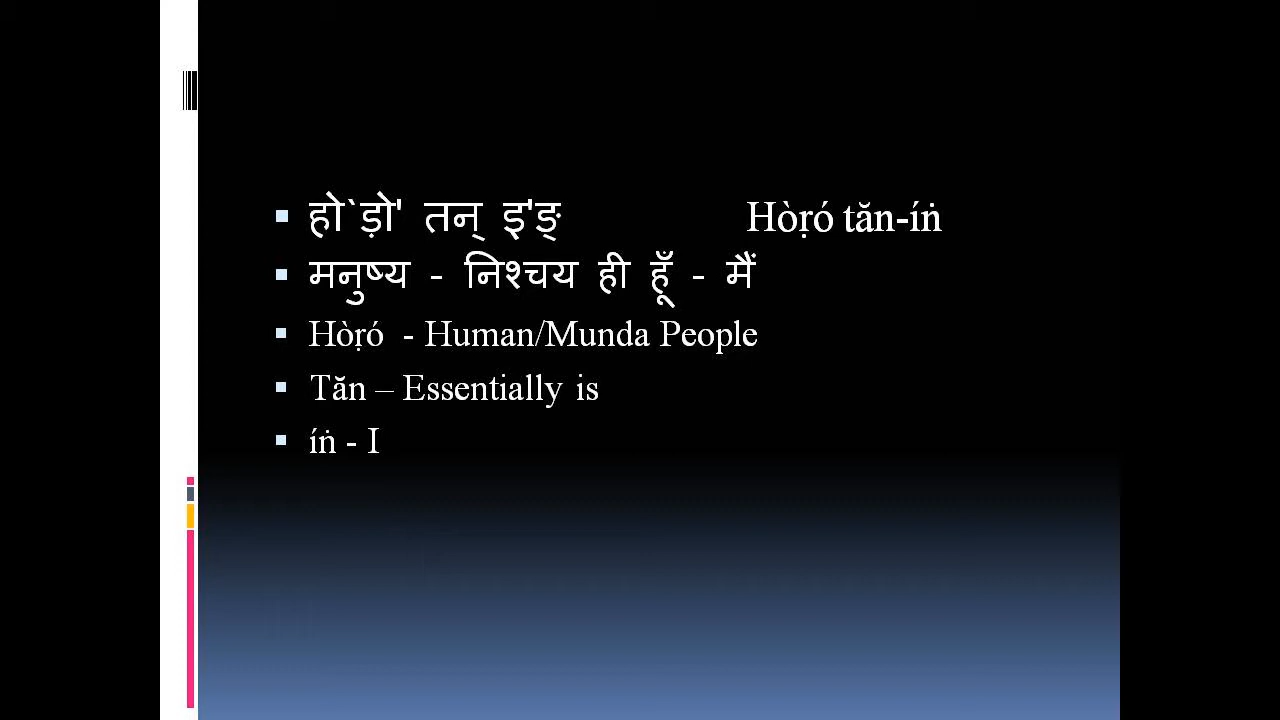 हो`ड़ो' तन् इ'ङ् Hòṛó tăn-íṅ
मनुष्य - निश्चय ही हूँ - मैं
Hòṛó - Human/Munda People
Tăn – Essentially is
íṅ - I